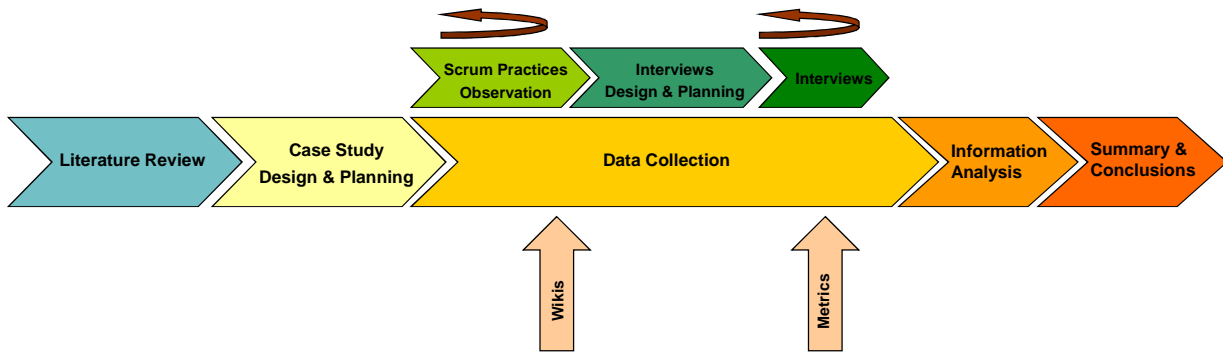 Scrum Practices
Observation
Interviews
Design & Planning
Interviews
Literature Review
Case Study
Design & Planning
Data Collection
Information
Analysis
Summary &
Conclusions
Wikis
Metrics